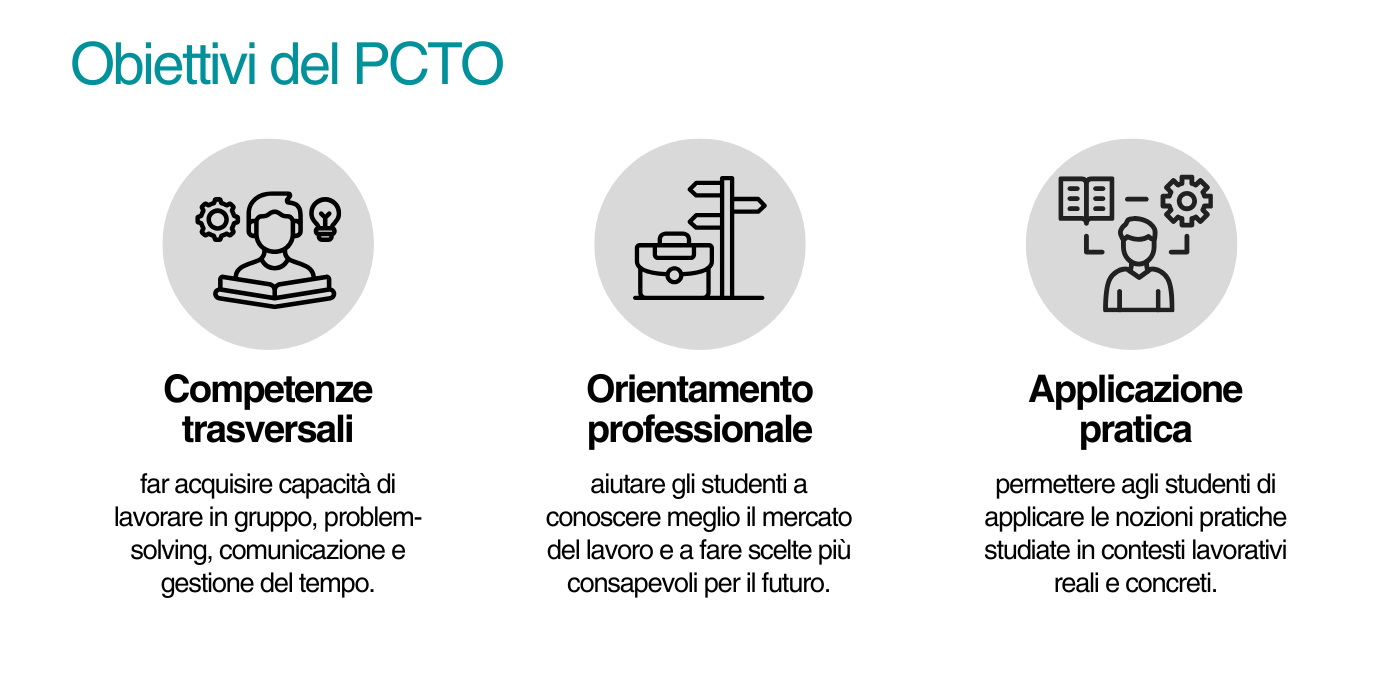 Obiettivi del PCTO
Competenze
trasversali
far acquisire capacità di
lavorare in gruppo, problem-
solving, comunicazione e
gestione del tempo.
Orientamento
professionale
aiutare gli studenti a
conoscere meglio il mercato
del lavoro e a fare scelte più
consapevoli per il futuro.
Applicazione
pratica
permettere agli studenti di
applicare le nozioni pratiche
studiate in contesti lavorativi
reali e concreti.